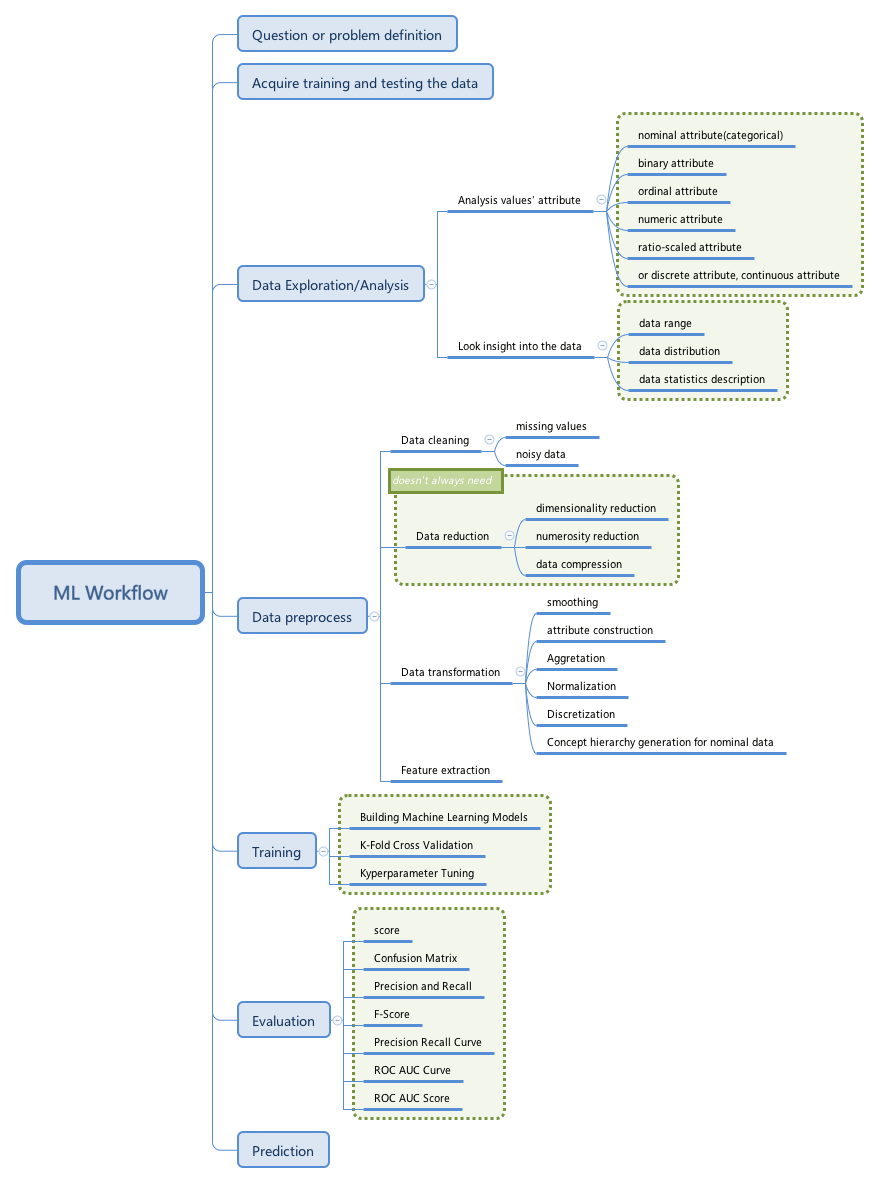 Question or problem definition
Acquire training and testing the data
nominal attribute(categorical)
binary attribute
Analysis values' attribute
ordinal attribute
numeric attribute
ratio-scaled attribute
or discrete attribute, continuous attribute
Data Exploration/Analysis
data range
Look insight into the data
data distribution
data statistics description
missing values
Data cleaning
noisy data
doesn't always need
dimensionality reduction
Data reduction
numerosity reduction
data compression
ML Workflow
Data preprocess
smoothing
attribute construction
Aggretation
Data transformation
Normalization
Discretization
Concept hierarchy generation for nominal data
Feature extraction
Building Machine Learning Models
Training
K-Fold Cross Validation
Kyperparameter Tuning
score
Confusion Matrix
Precision and Recall
Evaluation
F-Score
Precision Recall Curve
ROC AUC Curve
ROC AUC Score
Prediction